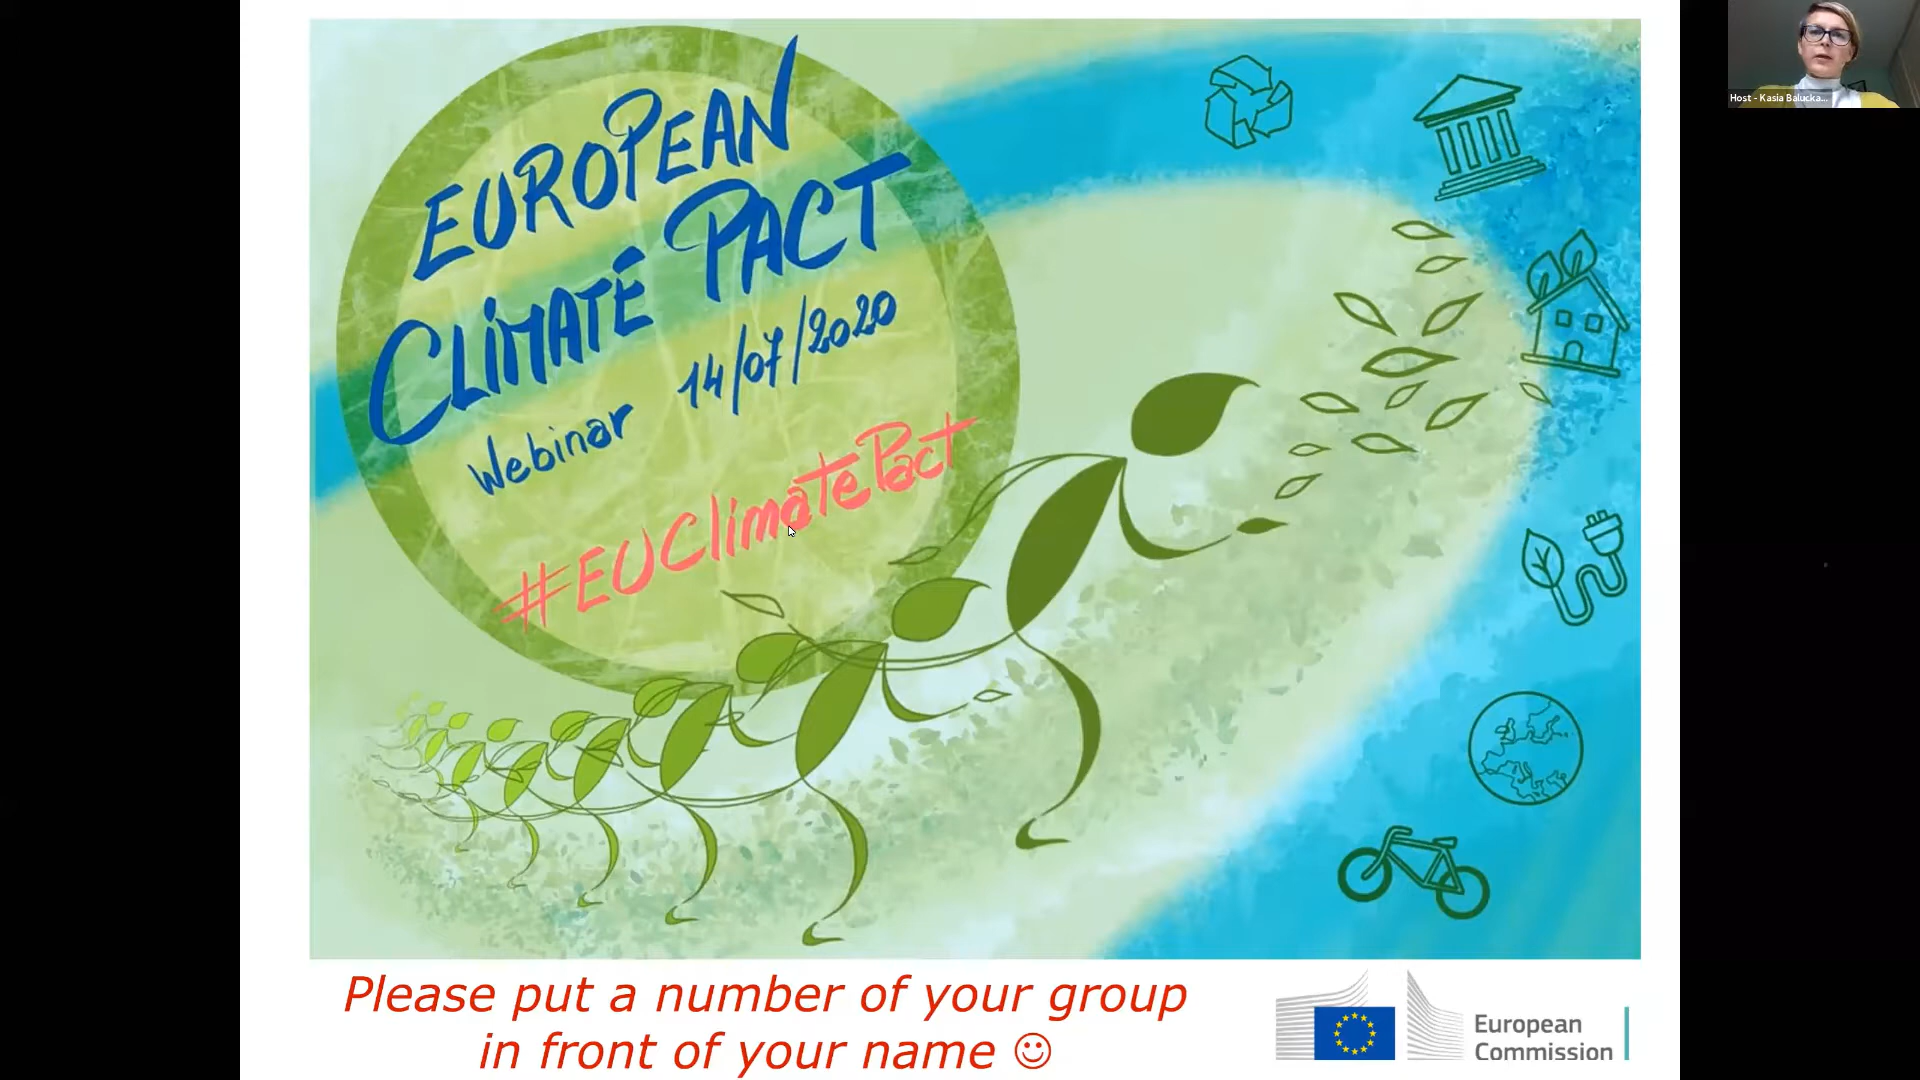 EUROPEAN
CLIMATE PACT
Webinar 14/07/2020
#EUClimatePact
Host - Kasia Balucka...
Please put a number of your group
in front of your name ☺
European
Commission